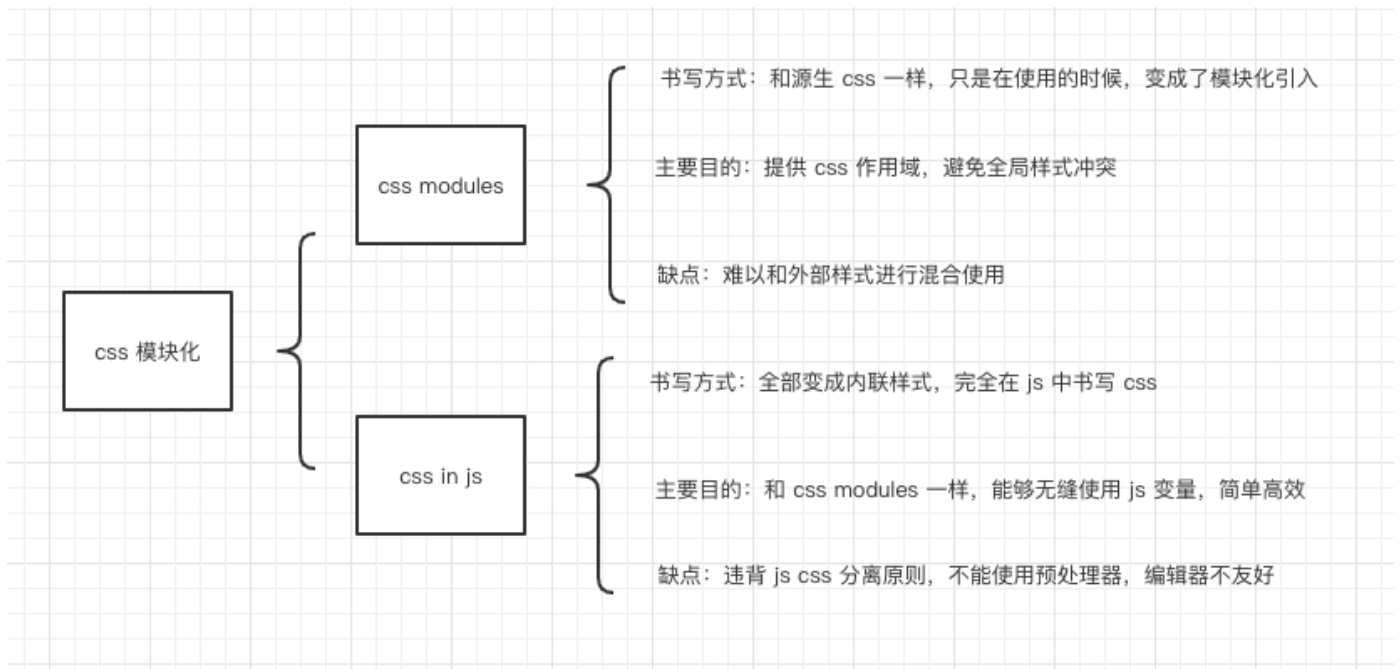 css 模块化
css modules
书写方式：和源生 css 一样，只是在使用的时候，变成了模块化引入
主要目的：提供 css 作用域，避免全局样式冲突
缺点：难以和外部样式进行混合使用
css in js
书写方式：全部变成内联样式，完全在 js 中书写 css
主要目的：和 css modules 一样，能够无缝使用 js 变量，简单高效
缺点：违背 js css 分离原则，不能使用预处理器，编辑器不友好